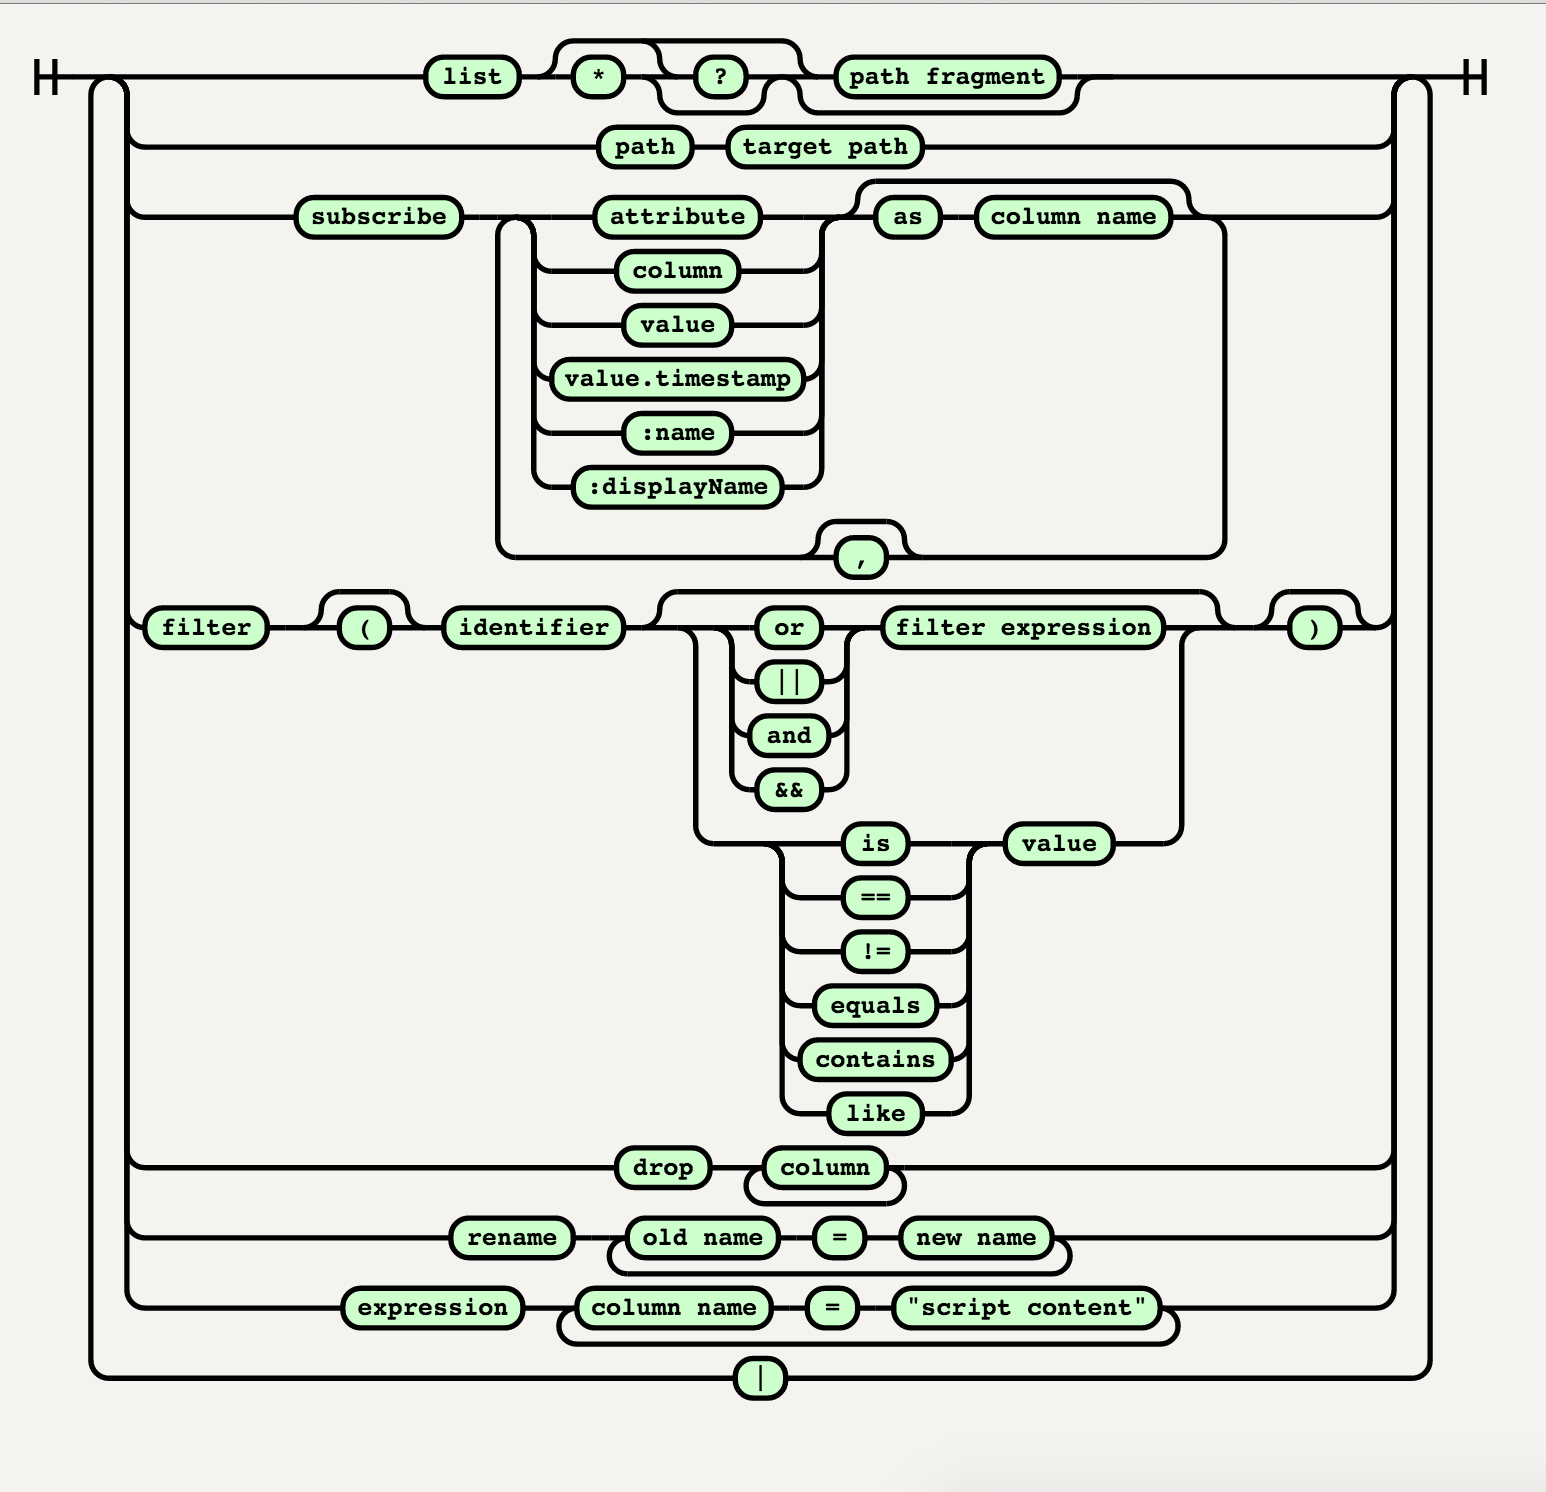 list * ? path fragment
path target path
subscribe attribute as column name
column
value
value.timestamp
:name
:displayName
,
filter ( identifier or filter expression )
||
and
&&
is value
==
!=
equals
contains
like
drop column
rename old name = new name
expression column name = "script content"
|